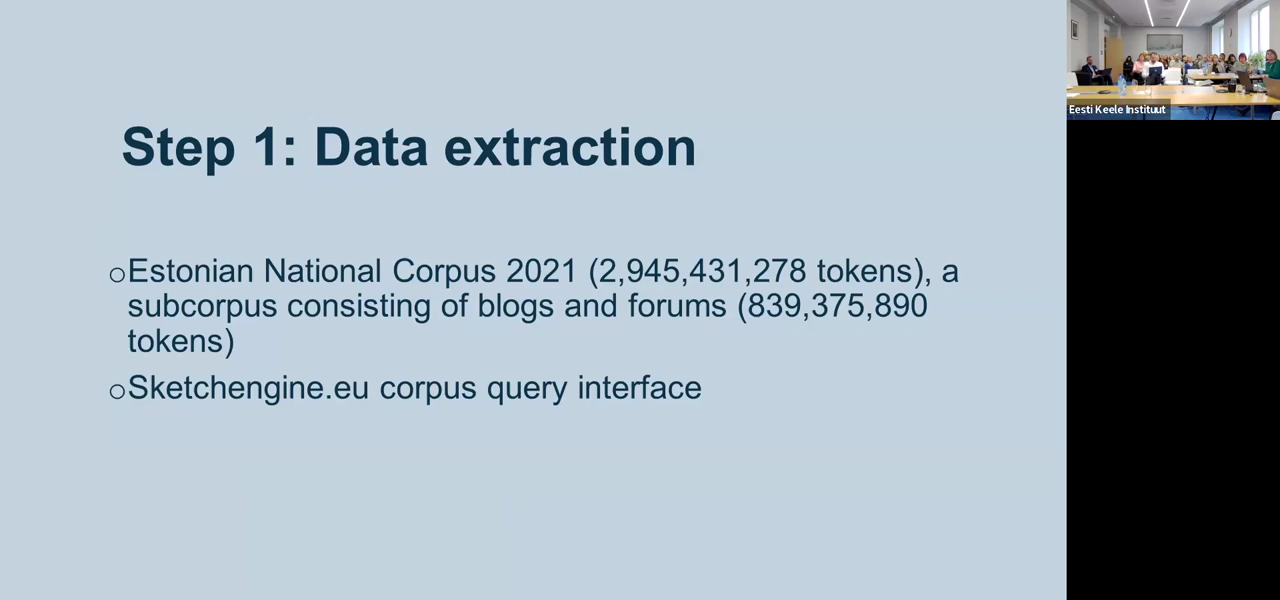 Step 1: Data extraction
○Estonian National Corpus 2021 (2,945,431,278 tokens), a
subcorpus consisting of blogs and forums (839,375,890
tokens)
○Sketchengine.eu corpus query interface
Eesti Keele Instituut